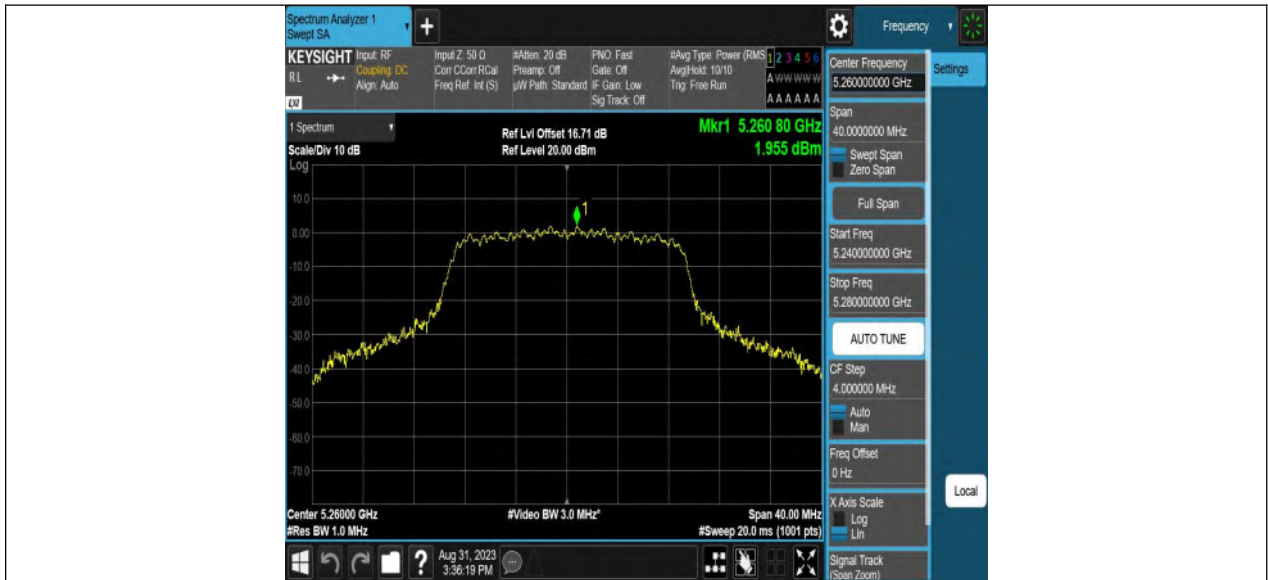 Spectrum Analyzer 1
Swept SA
+
Frequency
KEYSIGHT
RL
LXI
Input: RF
Coupling: DC
Align: Auto
Input Z: 50 Ω
Corr CCorr RCal
Freq Ref: Int (S)
#Atten: 20 dB
Preamp: Off
µW Path: Standard
PNO: Fast
Gate: Off
IF Gain: Low
Sig Track: Off
#Avg Type: Power (RMS
Avg|Hold: 10/10
Trig: Free Run
1 2 3 4 5 6
A W W W W W
A A A A A A
1 Spectrum
Scale/Div 10 dB
Ref Lvl Offset 16.71 dB
Ref Level 20.00 dBm
Mkr1 5.260 80 GHz
1.955 dBm
Log
10.0
0.00
-10.0
-20.0
-30.0
-40.0
-50.0
-60.0
-70.0
1
Center 5.26000 GHz
#Res BW 1.0 MHz
#Video BW 3.0 MHz*
Span 40.00 MHz
#Sweep 20.0 ms (1001 pts)
Center Frequency
5.260000000 GHz
Settings
Span
40.0000000 MHz
Swept Span
Zero Span
Full Span
Start Freq
5.240000000 GHz
Stop Freq
5.280000000 GHz
AUTO TUNE
CF Step
4.000000 MHz
Auto
Man
Freq Offset
0 Hz
X Axis Scale
Log
Lin
Signal Track
(Span Zoom)
Local
?
Aug 31, 2023
3:36:19 PM